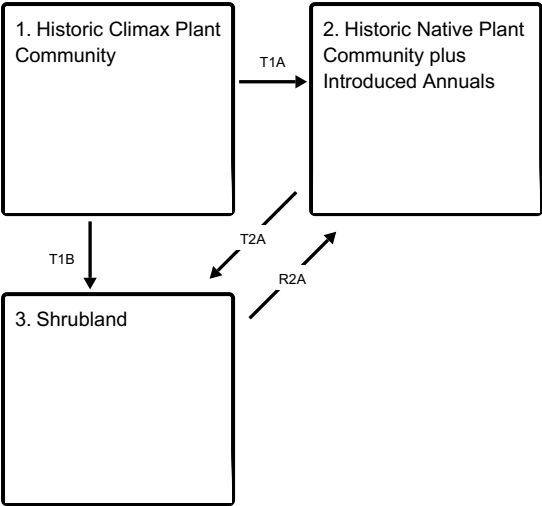 1. Historic Climax Plant
Community
T1A
2. Historic Native Plant
Community plus
Introduced Annuals
T2A
T1B
R2A
3. Shrubland